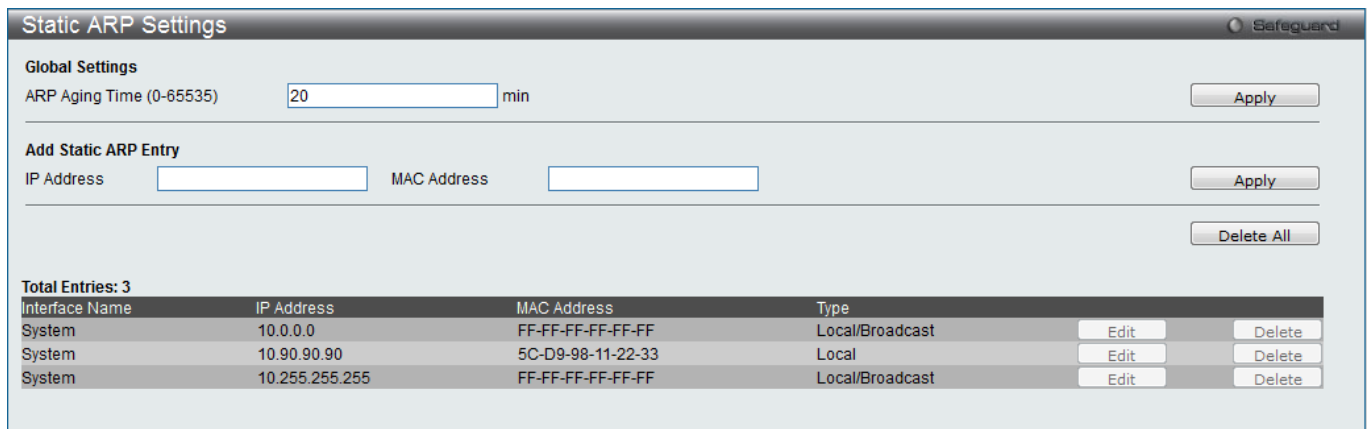 Static ARP Settings Safeguard
Global Settings
ARP Aging Time (0-65535) 20 min Apply
Add Static ARP Entry
IP Address MAC Address Apply
Delete All
Total Entries: 3
Interface Name IP Address MAC Address Type
System 10.0.0.0 FF-FF-FF-FF-FF-FF Local/Broadcast Edit Delete
System 10.90.90.90 5C-D9-98-11-22-33 Local Edit Delete
System 10.255.255.255 FF-FF-FF-FF-FF-FF Local/Broadcast Edit Delete